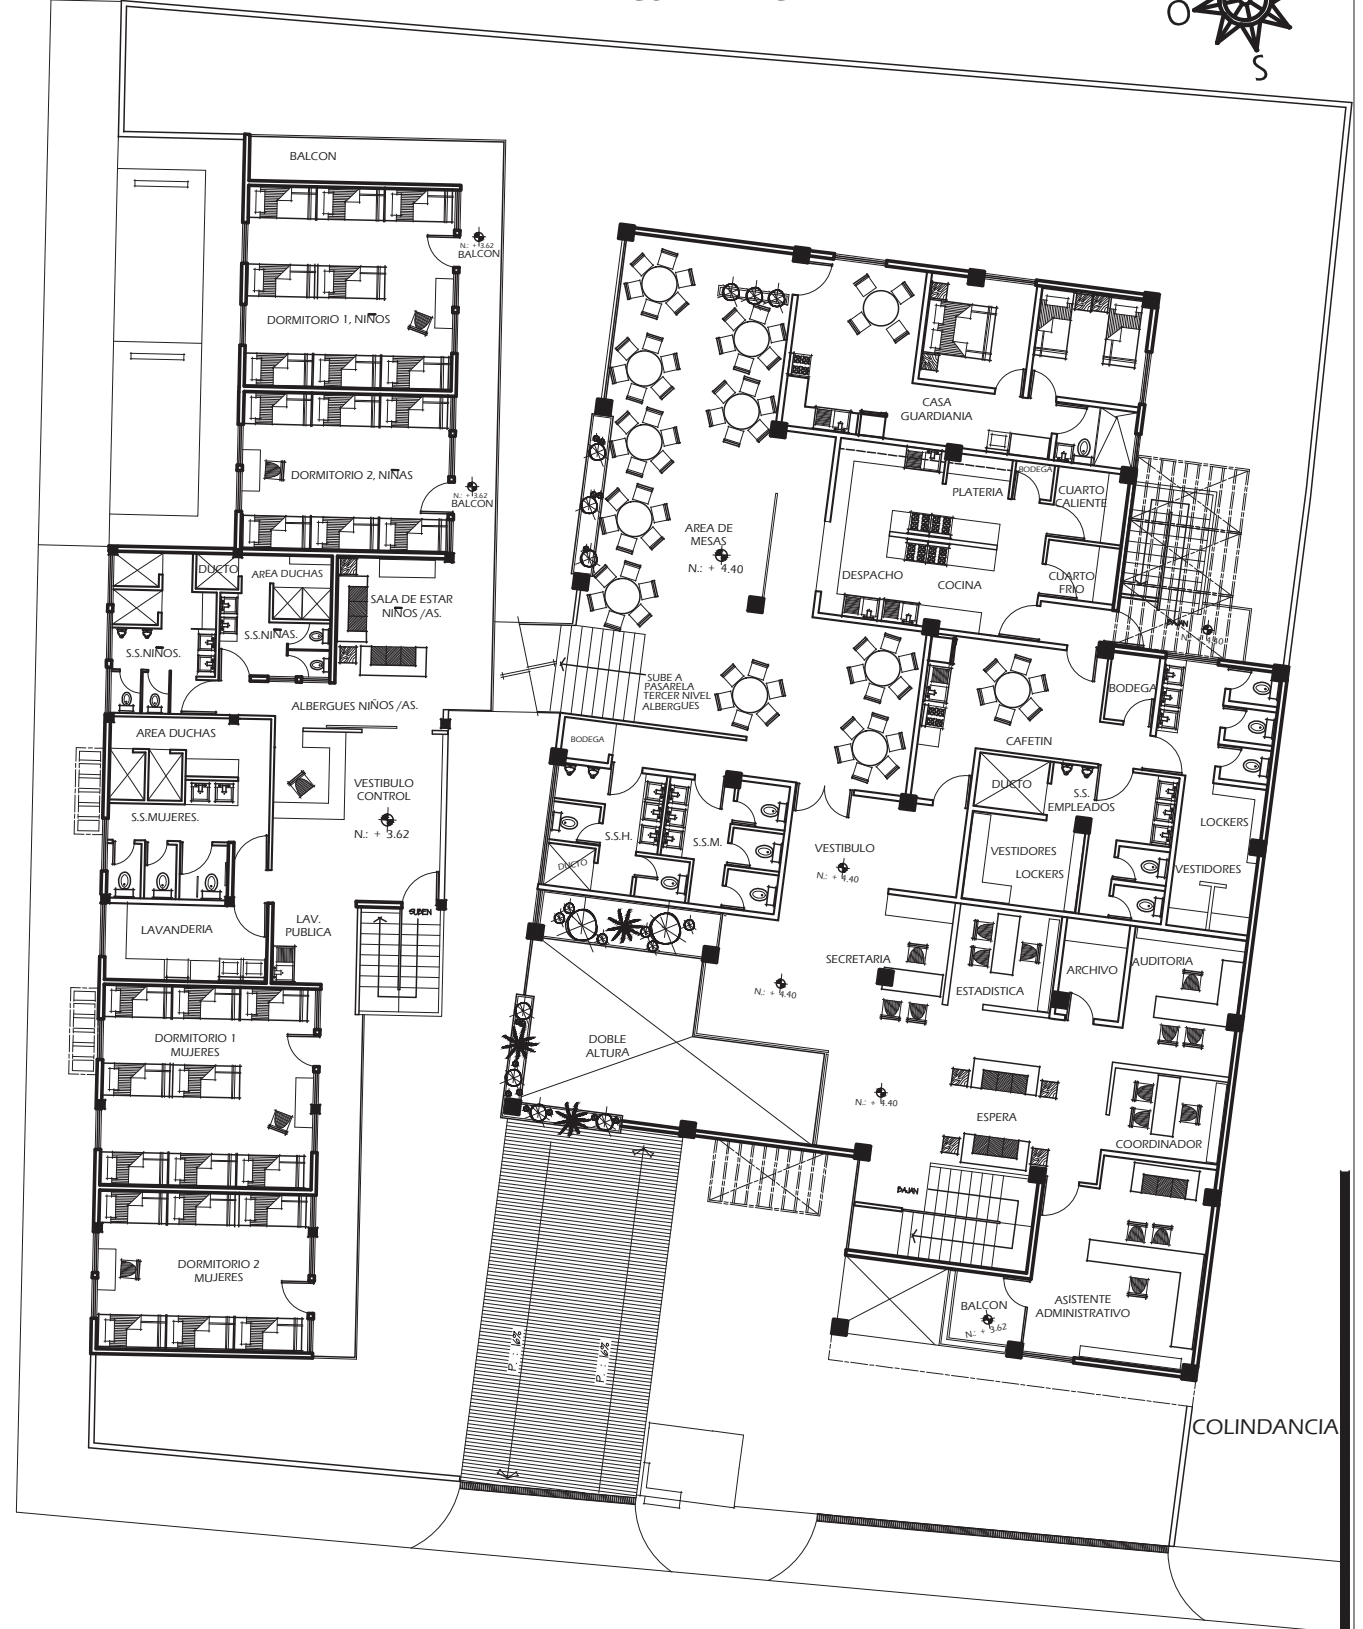 O
S
BALCON
N.: + 3.62
BALCON
DORMITORIO 1, NIÑOS
DORMITORIO 2, NIÑAS
N.: + 3.62
BALCON
DUCTO
AREA DUCHAS
SALA DE ESTAR
NIÑOS /AS.
S.S.NIÑAS.
S.S.NIÑOS.
ALBERGUES NIÑOS /AS.
AREA DUCHAS
VESTIBULO
CONTROL
N.: + 3.62
S.S.MUJERES.
LAVANDERIA
LAV.
PUBLICA
SUBEN
DORMITORIO 1
MUJERES
DORMITORIO 2
MUJERES
CASA
GUARDIANIA
AREA DE
MESAS
N.: + 4.40
BODEGA
PLATERIA
CUARTO
CALIENTE
DESPACHO
COCINA
CUARTO
FRIO
BAJAN
N.: + 4.40
SUBE A
PASARELA
TERCER NIVEL
ALBERGUES
BODEGA
CAFETIN
BODEGA
DUCTO
S.S.
EMPLEADOS
LOCKERS
S.S.H.
S.S.M.
DUCTO
VESTIBULO
N.: + 4.40
VESTIDORES
LOCKERS
VESTIDORES
SECRETARIA
ESTADISTICA
ARCHIVO
AUDITORIA
N.: + 4.40
DOBLE
ALTURA
N.: + 4.40
ESPERA
COORDINADOR
BAJAN
BALCON
N.: + 3.62
ASISTENTE
ADMINISTRATIVO
P. : 16%
P. : 16%
COLINDANCIA